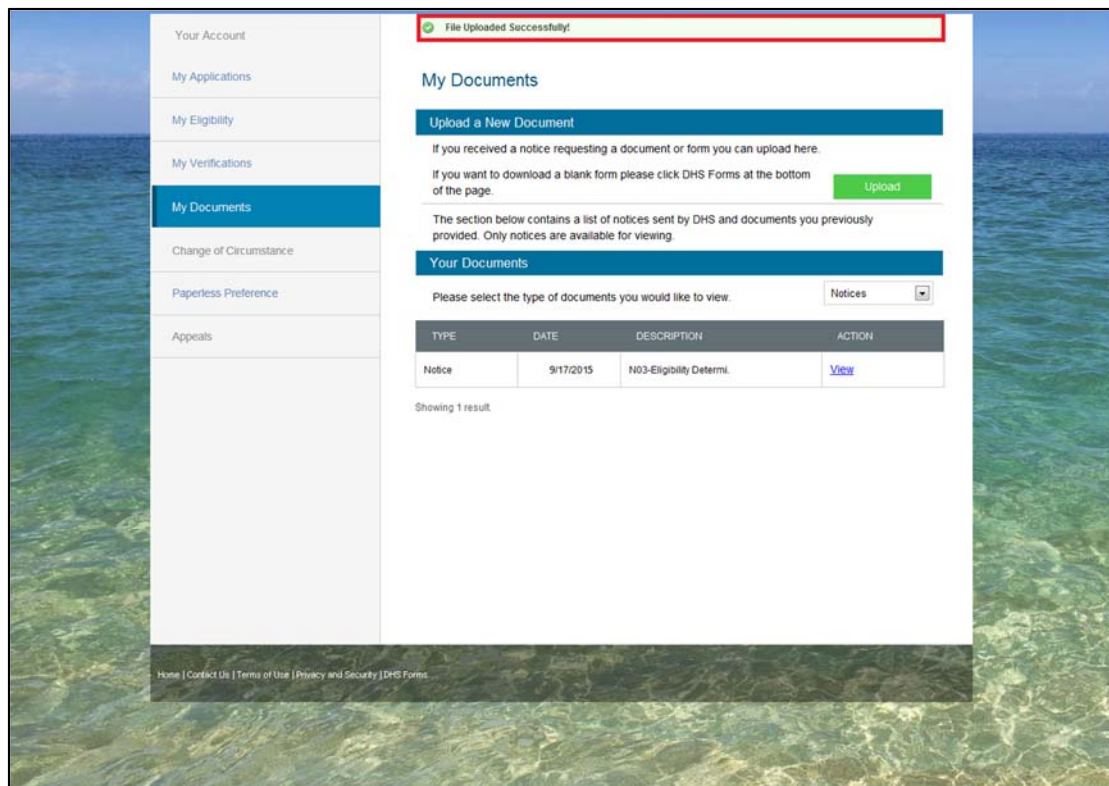 Your Account
My Applications
My Eligibility
My Verifications
My Documents
Change of Circumstance
Paperless Preference
Appeals
File Uploaded Successfully!
My Documents
Upload a New Document
If you received a notice requesting a document or form you can upload here.
If you want to download a blank form please click DHS Forms at the bottom
of the page.
Upload
The section below contains a list of notices sent by DHS and documents you previously
provided. Only notices are available for viewing.
Your Documents
Please select the type of documents you would like to view.
Notices
TYPE DATE DESCRIPTION ACTION
Notice 9/17/2015 N03-Eligibility Determi. View
Showing 1 result.
Home | Contact Us | Terms of Use | Privacy and Security | DHS Forms